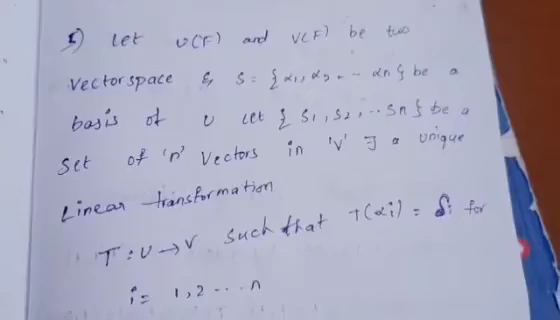 5) Let U(F) and V(F) be two
Vectorspace & S = {α1, α2, .. αn} be a
basis of U Let {δ1, δ2, .. δn} be a
set of 'n' vectors in 'V' ∃ a unique
Linear transformation
T : U → V such that T(αi) = δi for
i = 1, 2 ... n